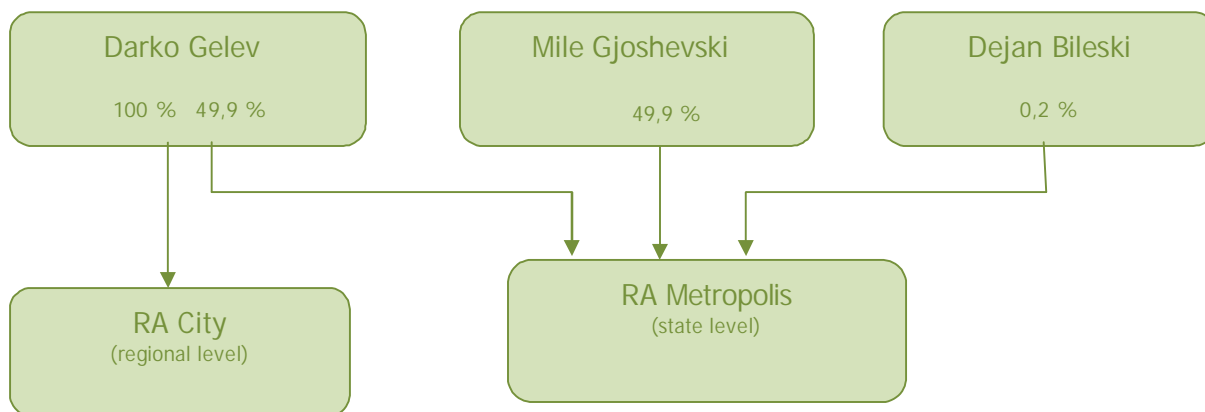 Darko Gelev
100 % 49,9 %
Mile Gjoshevski
49,9 %
Dejan Bileski
0,2 %
RA City
(regional level)
RA Metropolis
(state level)